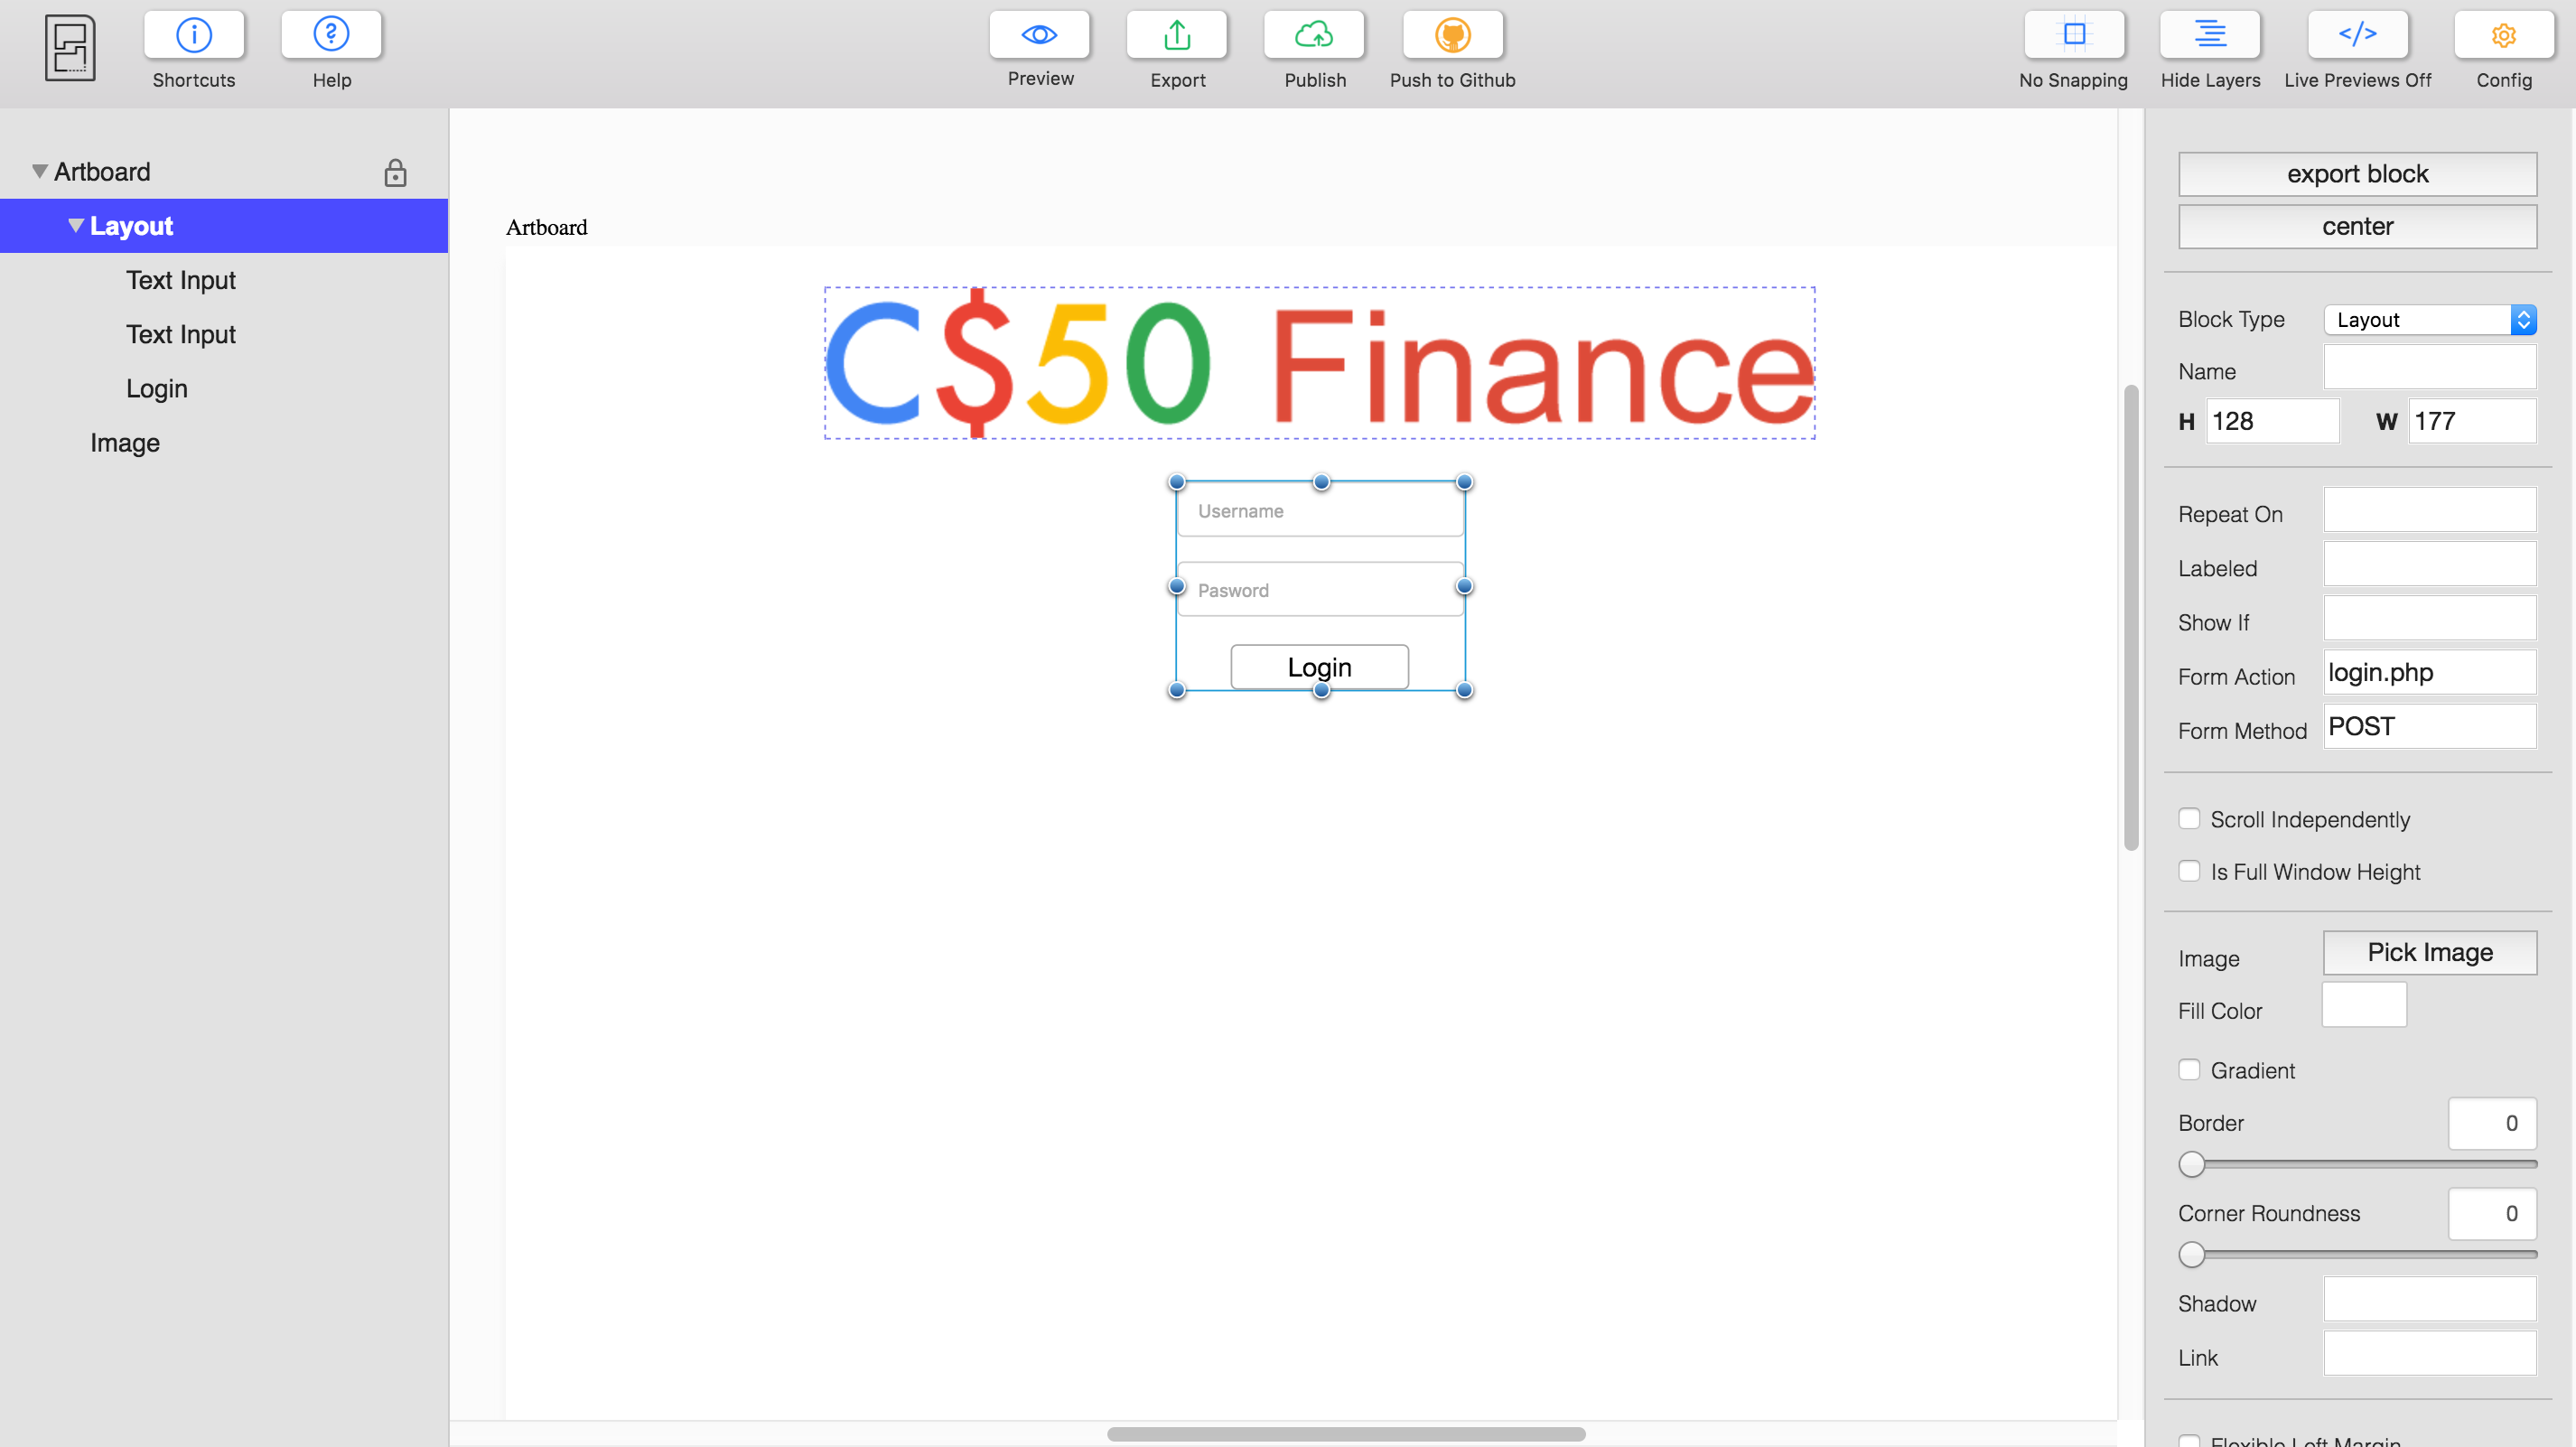 Shortcuts
Help
Preview
Export
Publish
Push to Github
No Snapping
Hide Layers
Live Previews Off
Config
Artboard
Layout
Text Input
Text Input
Login
Image
Artboard
C$50 Finance
Username
Pasword
Login
export block
center
Block Type Layout
Name
H 128 W 177
Repeat On
Labeled
Show If
Form Action login.php
Form Method POST
Scroll Independently
Is Full Window Height
Image Pick Image
Fill Color
Gradient
Border 0
Corner Roundness 0
Shadow
Link
Flexible Left Margin